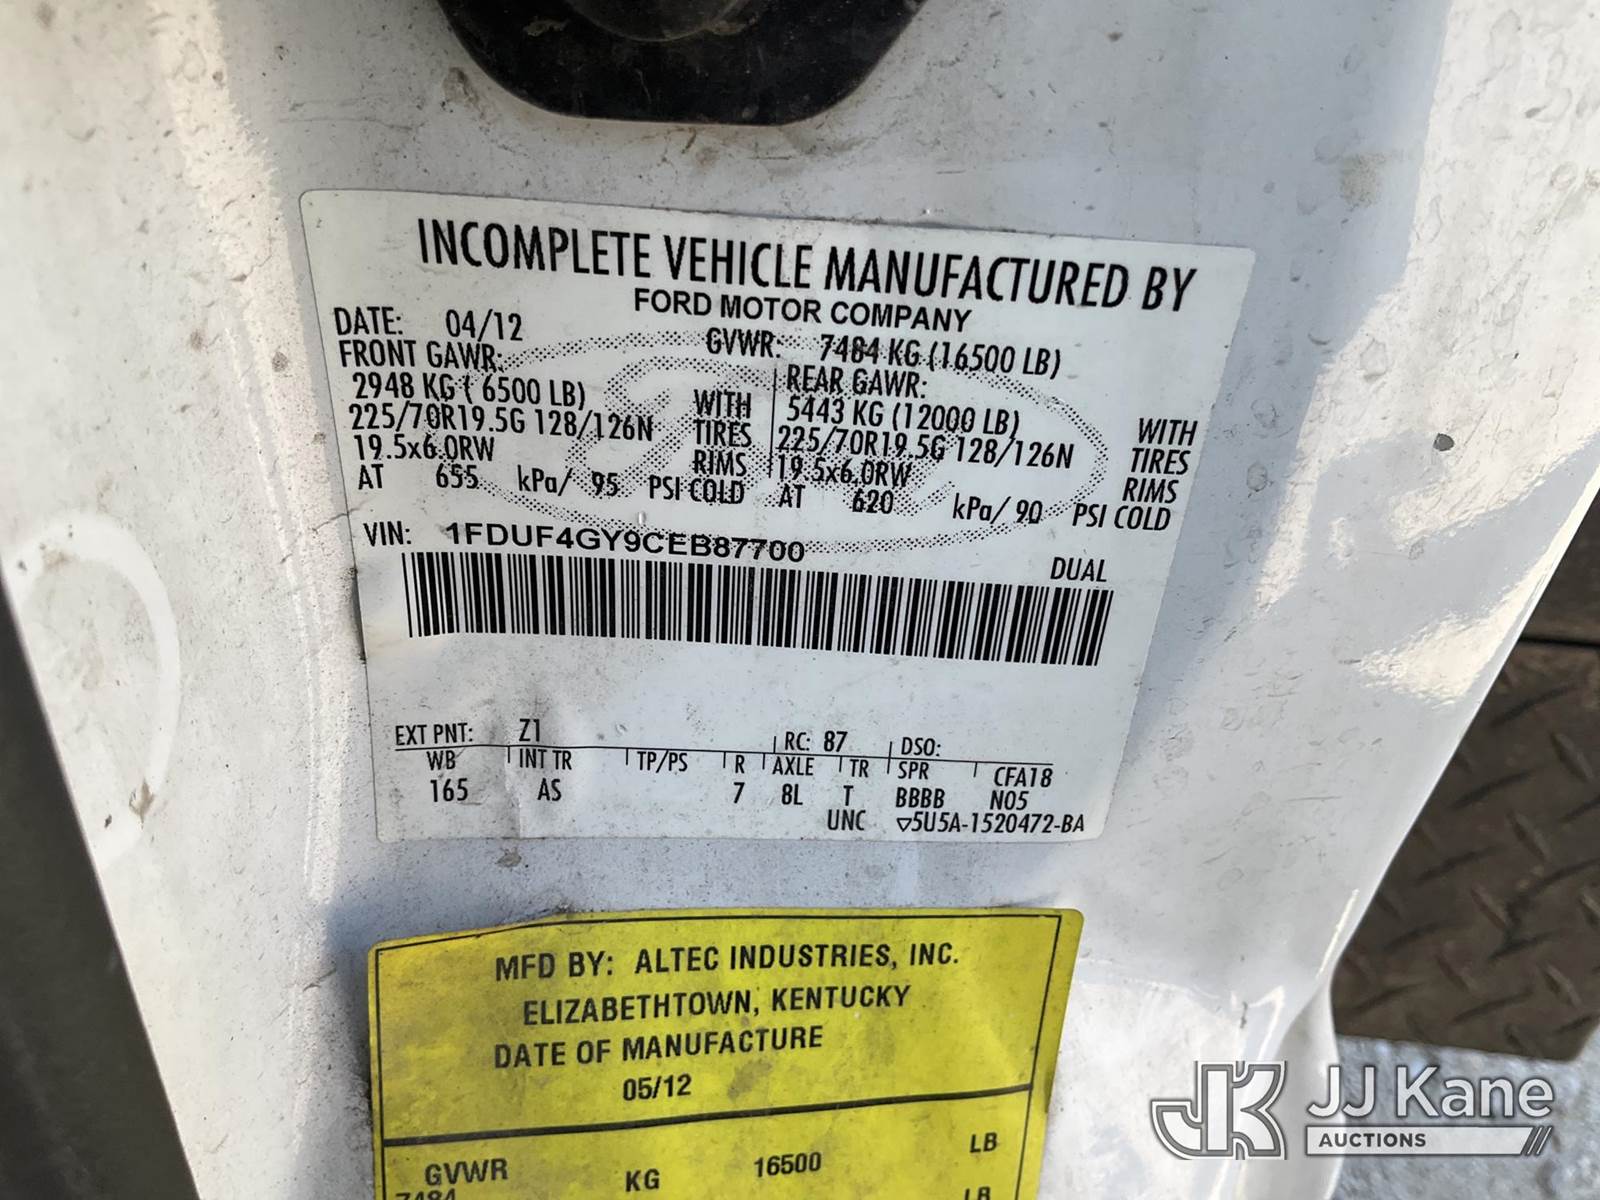 INCOMPLETE VEHICLE MANUFACTURED BY
FORD MOTOR COMPANY
DATE: 04/12 GVWR: 7484 KG (16500 LB)
FRONT GAWR: REAR GAWR:
2948 KG ( 6500 LB) WITH 5443 KG (12000 LB) WITH
225/70R19.5G 128/126N TIRES 225/70R19.5G 128/126N TIRES
19.5x6.0RW RIMS 19.5x6.0RW RIMS
AT 655 kPa/ 95 PSI COLD AT 620 kPa/ 90 PSI COLD
VIN: 1FDUF4GY9CEB87700
DUAL
EXT PNT: Z1 RC: 87 DSO:
WB INT TR TP/PS R AXLE TR SPR CFA18
165 AS 7 8L T BBBB N05
UNC ▽5U5A-1520472-BA
MFD BY: ALTEC INDUSTRIES, INC.
ELIZABETHTOWN, KENTUCKY
DATE OF MANUFACTURE
05/12
GVWR KG 16500 LB
7484 LB
JJ Kane
AUCTIONS